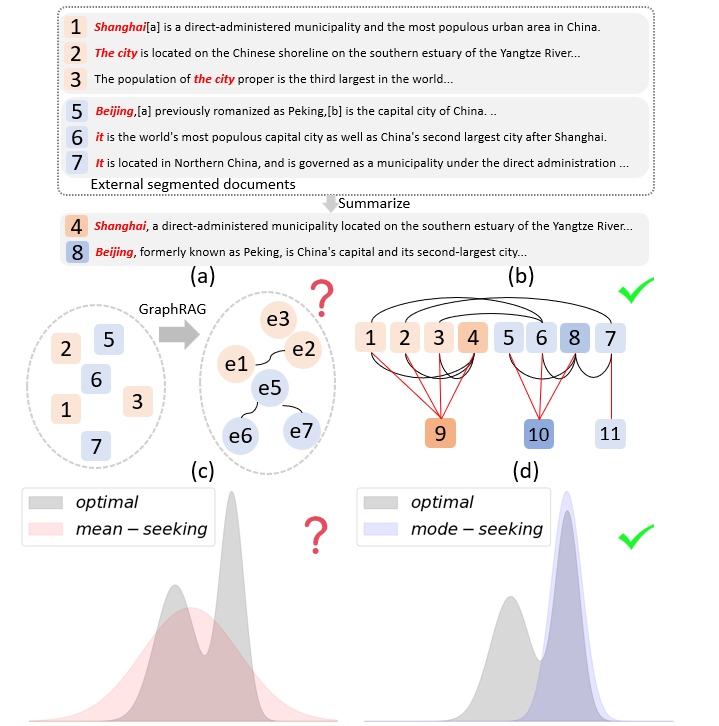 1 Shanghai[a] is a direct-administered municipality and the most populous urban area in China.
2 The city is located on the Chinese shoreline on the southern estuary of the Yangtze River...
3 The population of the city proper is the third largest in the world...
5 Beijing,[a] previously romanized as Peking,[b] is the capital city of China. ..
6 it is the world's most populous capital city as well as China's second largest city after Shanghai.
7 It is located in Northern China, and is governed as a municipality under the direct administration ...
External segmented documents
Summarize
4 Shanghai, a direct-administered municipality located on the southern estuary of the Yangtze River...
8 Beijing, formerly known as Peking, is China's capital and its second-largest city...
(a)
(b)
GraphRAG
?
2 5
6
1 3
7
e3
e1 e2
e5
e6 e7
1 2 3 4 5 6 8 7
9 10 11
(c)
(d)
optimal
mean-seeking
?
optimal
mode-seeking